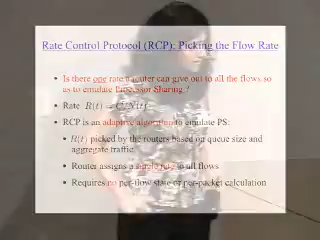 Rate Control Protocol (RCP): Picking the Flow Rate
• Is there one rate a router can give out to all the flows so
as to emulate Processor Sharing ?
• Rate R(t) = C/N(t)
• RCP is an adaptive algorithm to emulate PS:
▪ R(t) picked by the routers based on queue size and
aggregate traffic
▪ Router assigns a single rate to all flows
▪ Requires no per-flow state or per-packet calculation